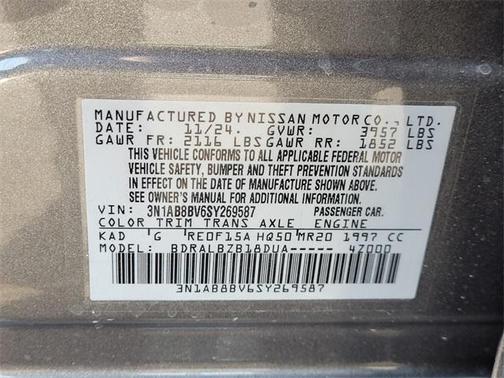 MANUFACTURED BY NISSAN MOTOR CO., LTD.
DATE: 11/24. GVWR: 3957 LBS
GAWR FR: 2116 LBS GAWR RR: 1852 LBS
THIS VEHICLE CONFORMS TO ALL APPLICABLE FEDERAL MOTOR
VEHICLE SAFETY, BUMPER AND THEFT PREVENTION STANDARDS
IN EFFECT ON THE DATE OF MANUFACTURE SHOWN ABOVE.
SEE OWNER'S MANUAL FOR ADDITIONAL INFORMATION
VIN: 3N1AB8BV6SY269587 PASSENGER CAR.
COLOR TRIM TRANS AXLE ENGINE
KAD G RE0F15A HQ50 MR20 1997 CC
MODEL: BDRALBZB18DUA----- 47000
3N1AB8BV6SY269587